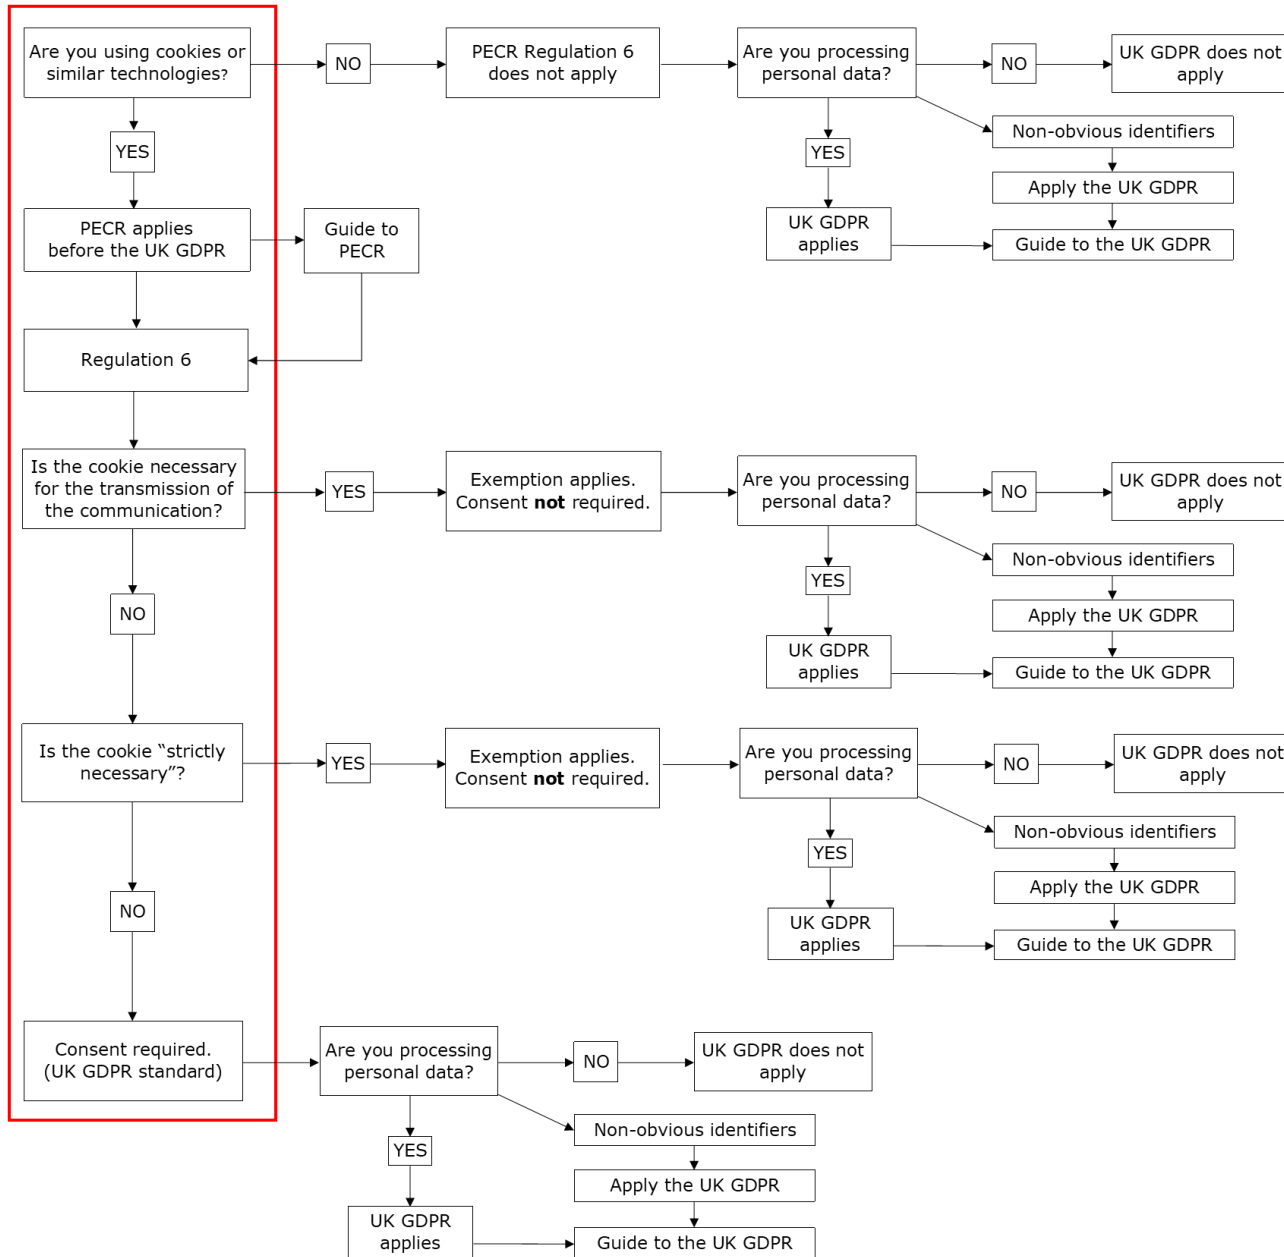 Are you using cookies or
similar technologies?
NO
PECR Regulation 6
does not apply
Are you processing
personal data?
NO
UK GDPR does not
apply
YES
YES
Non-obvious identifiers
Apply the UK GDPR
PECR applies
before the UK GDPR
Guide to
PECR
UK GDPR
applies
Guide to the UK GDPR
Regulation 6
Is the cookie necessary
for the transmission of
the communication?
YES
Exemption applies.
Consent not required.
Are you processing
personal data?
NO
UK GDPR does not
apply
NO
YES
Non-obvious identifiers
Apply the UK GDPR
UK GDPR
applies
Guide to the UK GDPR
Is the cookie “strictly
necessary”?
YES
Exemption applies.
Consent not required.
Are you processing
personal data?
NO
UK GDPR does not
apply
NO
YES
Non-obvious identifiers
Apply the UK GDPR
UK GDPR
applies
Guide to the UK GDPR
Consent required.
(UK GDPR standard)
Are you processing
personal data?
NO
UK GDPR does not
apply
YES
Non-obvious identifiers
Apply the UK GDPR
UK GDPR
applies
Guide to the UK GDPR